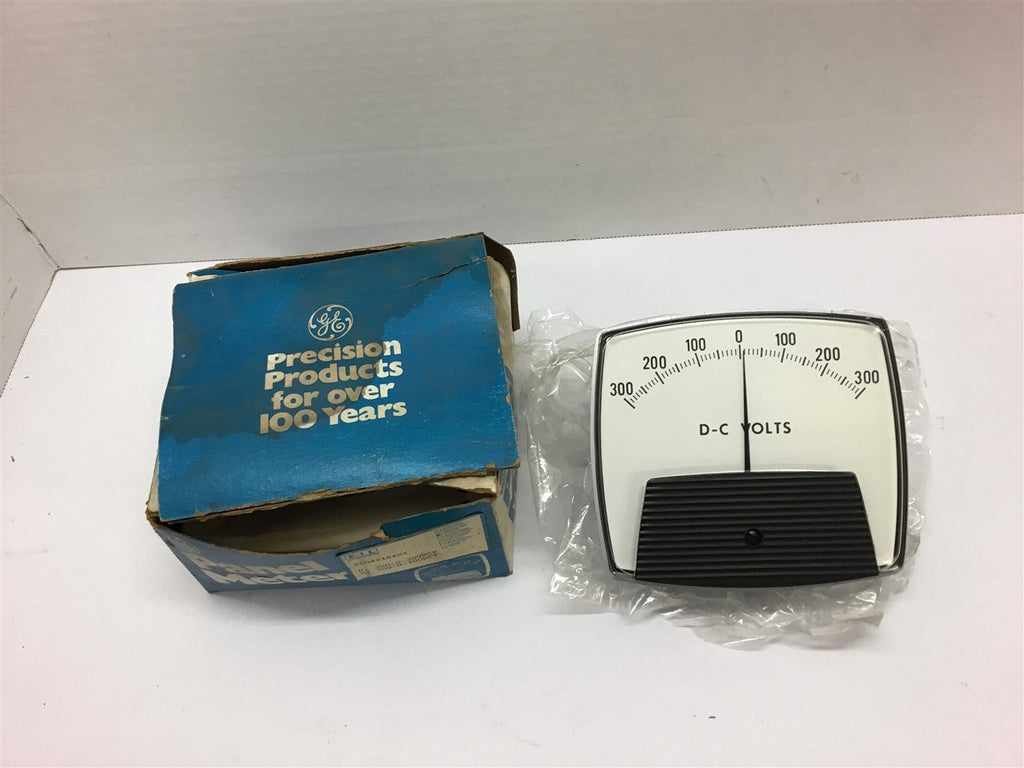 GE
Precision
Products
for over
100 Years
Panel
Meter
300 200 100 0 100 200 300
D-C VOLTS